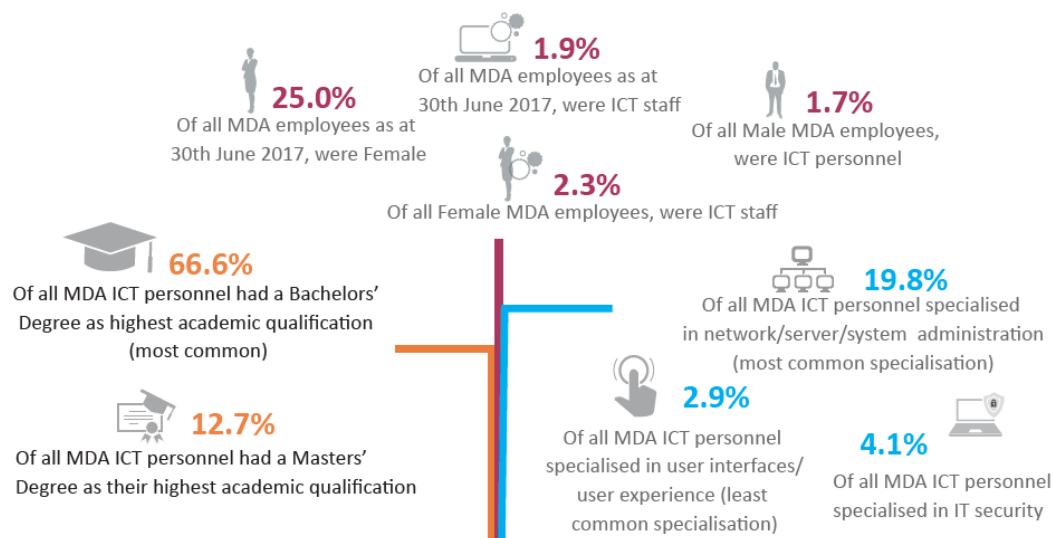 1.9%
Of all MDA employees as at
30th June 2017, were ICT staff
25.0%
Of all MDA employees as at
30th June 2017, were Female
1.7%
Of all Male MDA employees,
were ICT personnel
2.3%
Of all Female MDA employees, were ICT staff
66.6%
Of all MDA ICT personnel had a Bachelors’
Degree as highest academic qualification
(most common)
12.7%
Of all MDA ICT personnel had a Masters’
Degree as their highest academic qualification
19.8%
Of all MDA ICT personnel specialised
in network/server/system administration
(most common specialisation)
2.9%
Of all MDA ICT personnel
specialised in user interfaces/
user experience (least
common specialisation)
4.1%
Of all MDA ICT personnel
specialised in IT security